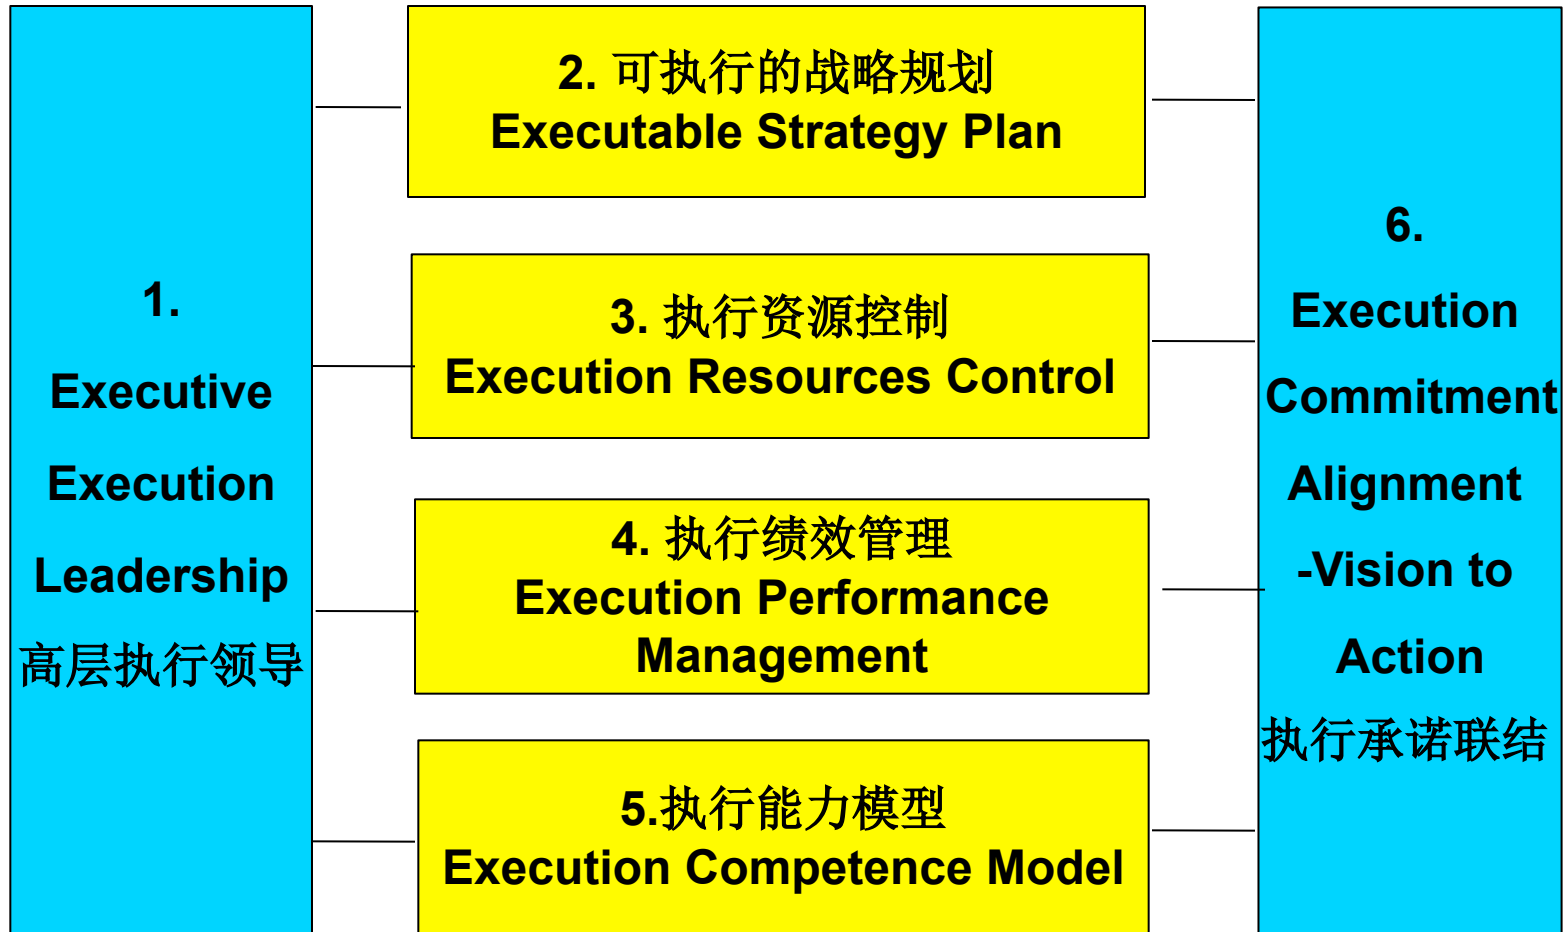 1.
Executive
Execution
Leadership
高层执行领导
2. 可执行的战略规划
Executable Strategy Plan
3. 执行资源控制
Execution Resources Control
4. 执行绩效管理
Execution Performance
Management
5.执行能力模型
Execution Competence Model
6.
Execution
Commitment
Alignment
-Vision to
Action
执行承诺联结